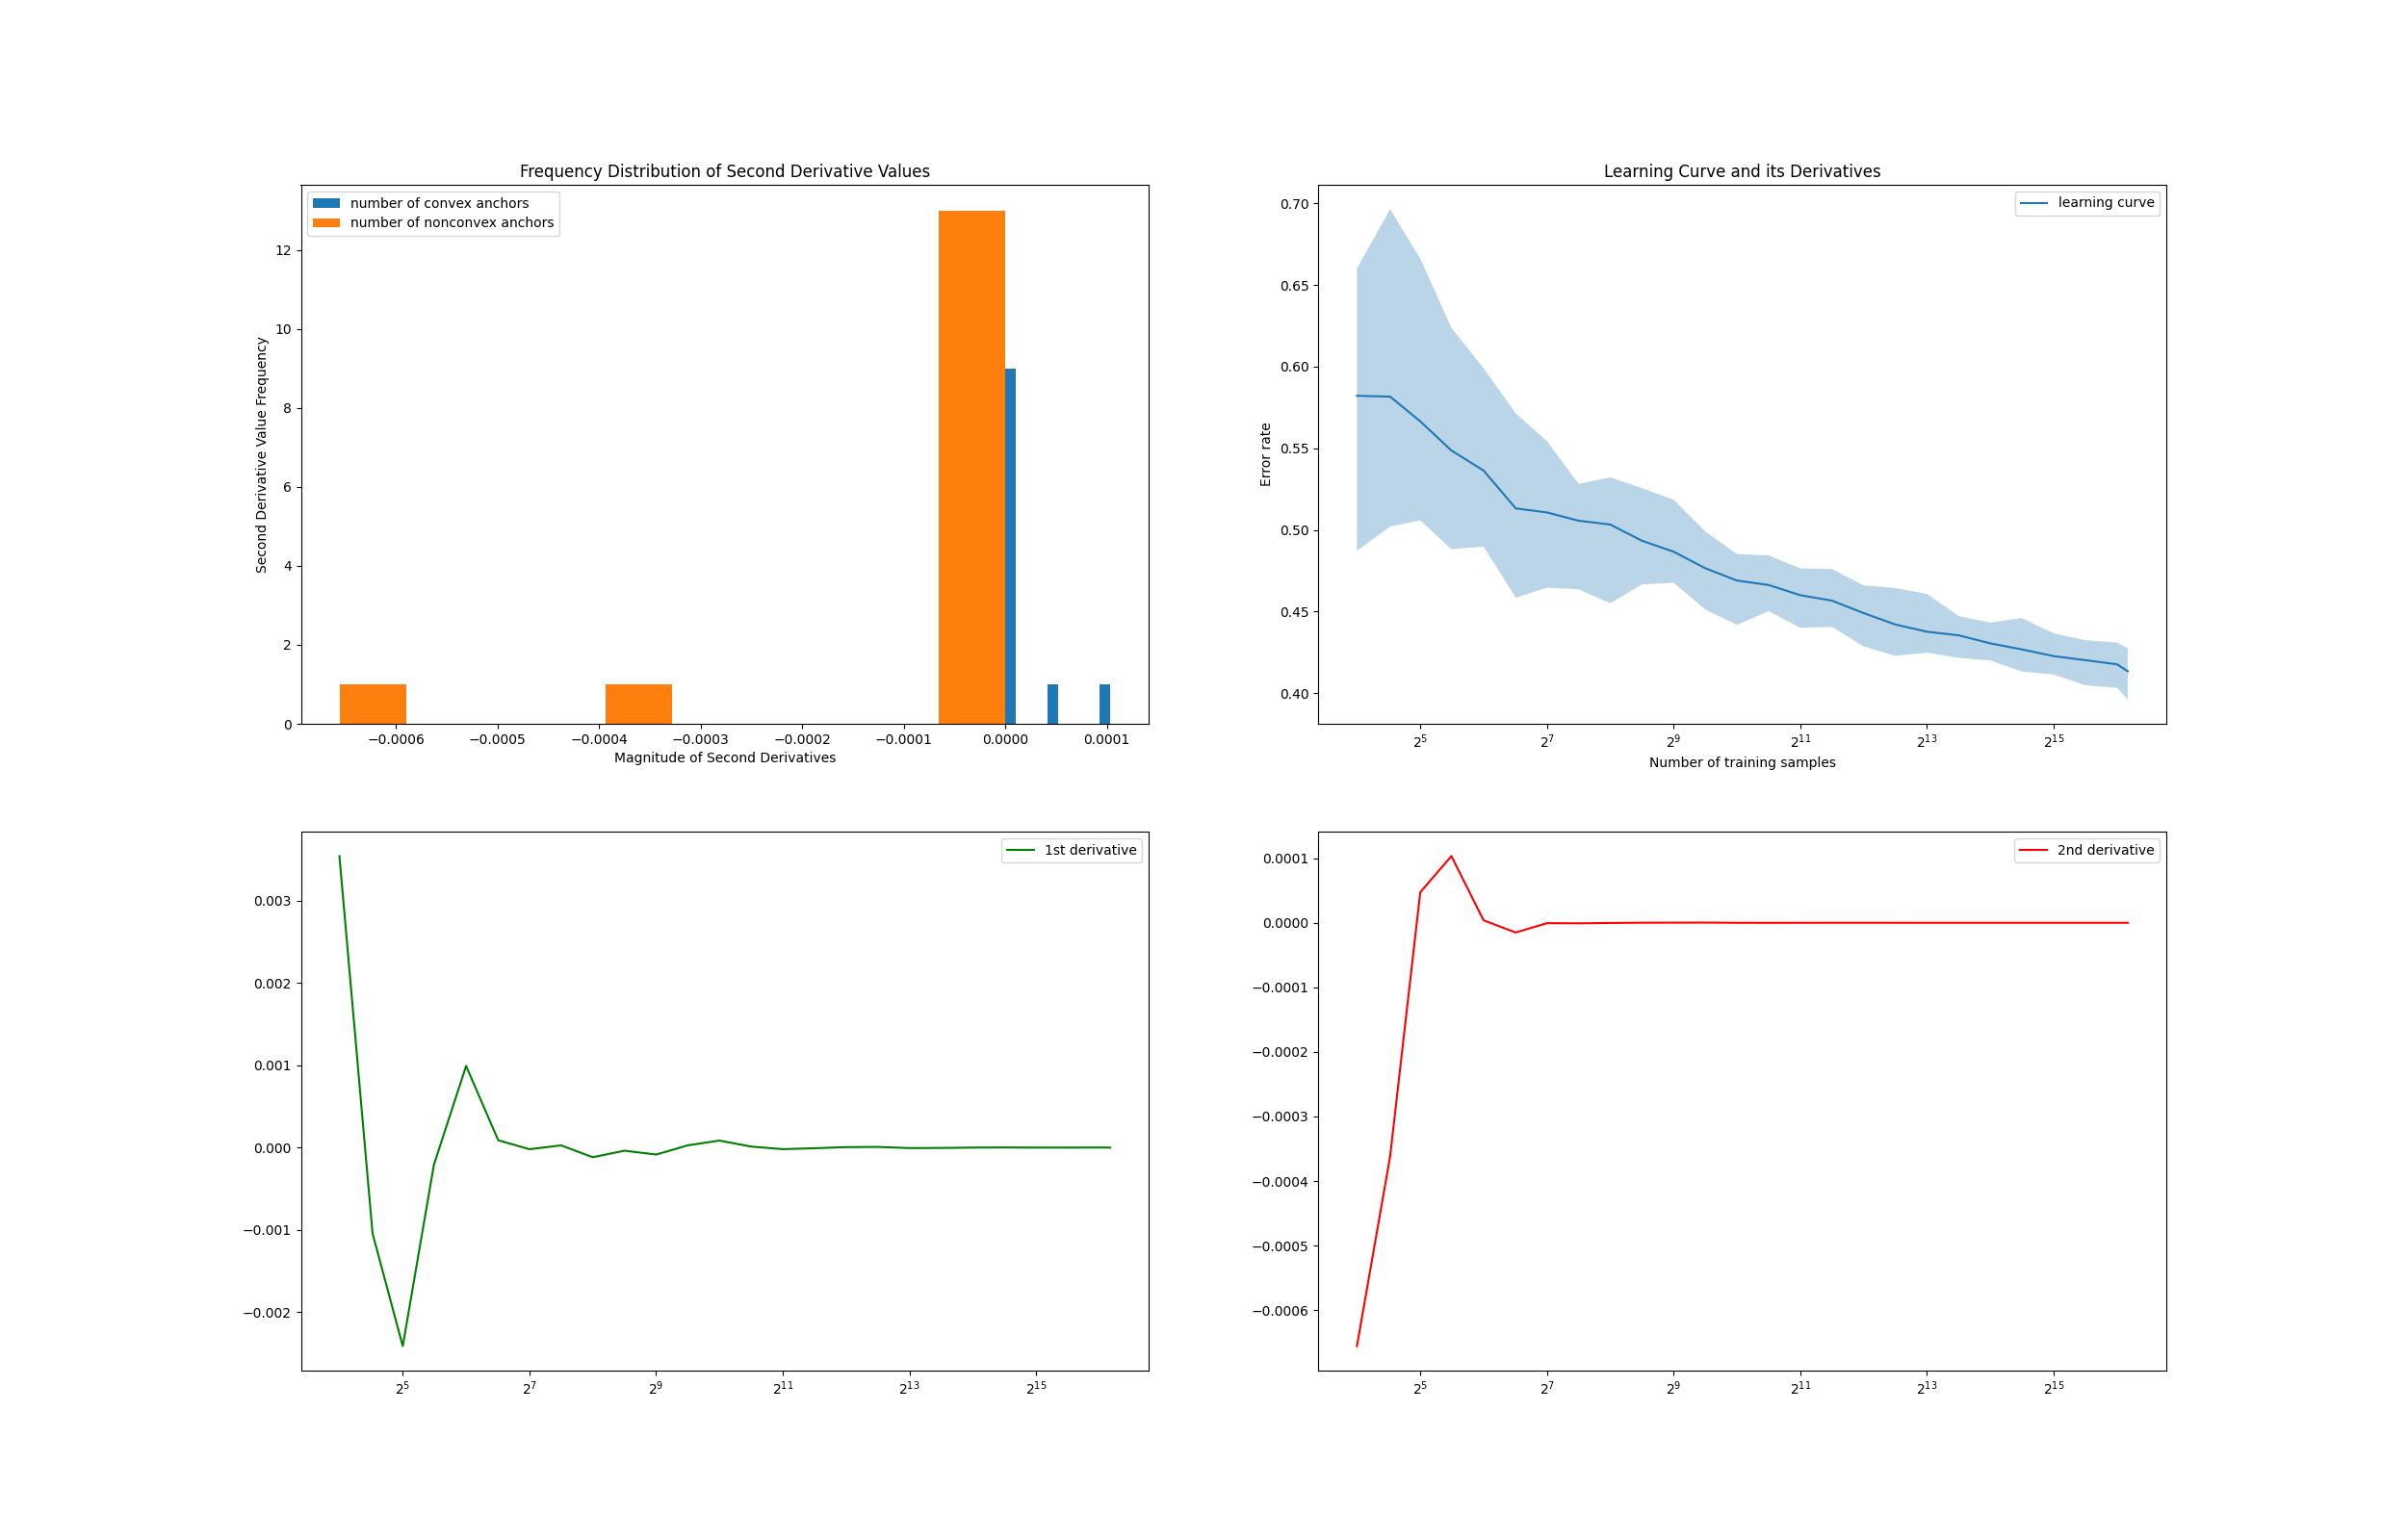 Frequency Distribution of Second Derivative Values
number of convex anchors
number of nonconvex anchors
12
10
8
6
4
2
0
Second Derivative Value Frequency
−0.0006 −0.0005 −0.0004 −0.0003 −0.0002 −0.0001 0.0000 0.0001
Magnitude of Second Derivatives
Learning Curve and its Derivatives
learning curve
0.70
0.65
0.60
0.55
0.50
0.45
0.40
Error rate
2^5 2^7 2^9 2^11 2^13 2^15
Number of training samples
1st derivative
0.003
0.002
0.001
0.000
−0.001
−0.002
2^5 2^7 2^9 2^11 2^13 2^15
2nd derivative
0.0001
0.0000
−0.0001
−0.0002
−0.0003
−0.0004
−0.0005
−0.0006
2^5 2^7 2^9 2^11 2^13 2^15